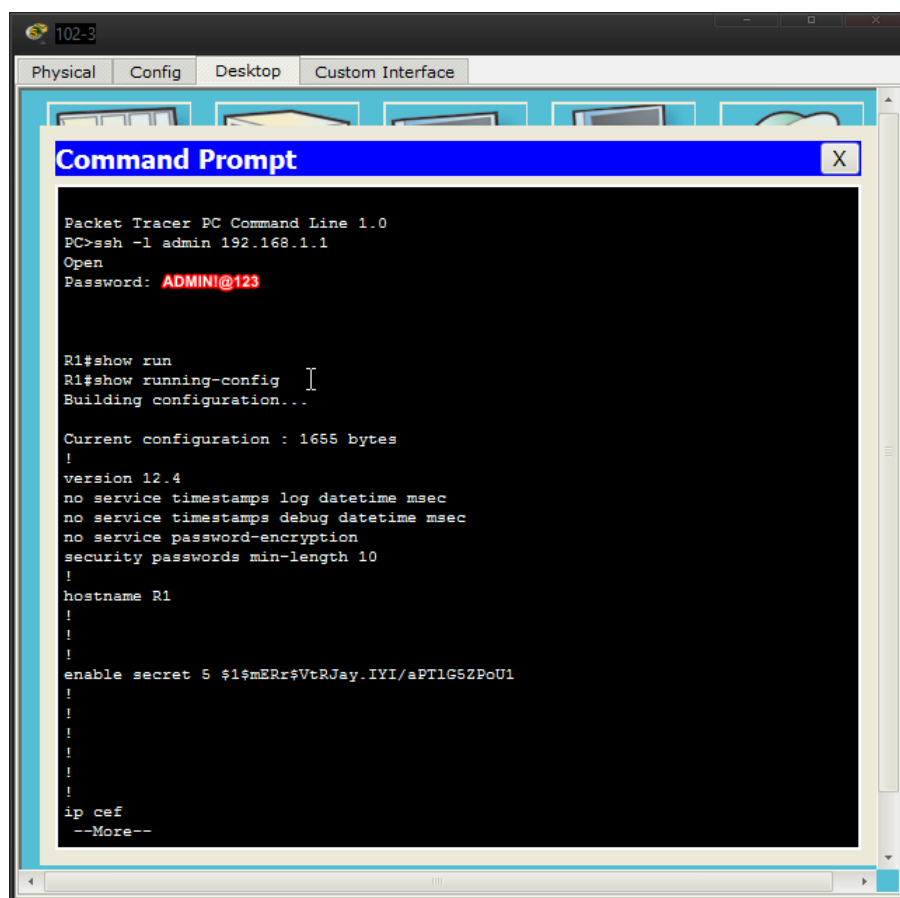 102-3
Physical Config Desktop Custom Interface
Command Prompt X
Packet Tracer PC Command Line 1.0
PC>ssh -l admin 192.168.1.1
Open
Password: ADMIN!@123
R1#show run
R1#show running-config
Building configuration...
Current configuration : 1655 bytes
!
version 12.4
no service timestamps log datetime msec
no service timestamps debug datetime msec
no service password-encryption
security passwords min-length 10
!
hostname R1
!
!
!
enable secret 5 $1$mERr$VtRJay.IYI/aPTlG5ZPoU1
!
!
!
!
!
!
ip cef
--More--